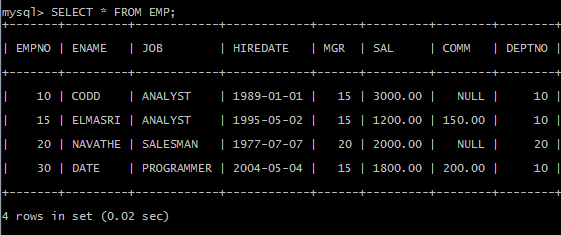 mysql> SELECT * FROM EMP;
+-------+---------+------------+------------+------+---------+--------+--------+
| EMPNO | ENAME | JOB | HIREDATE | MGR | SAL | COMM | DEPTNO |
+-------+---------+------------+------------+------+---------+--------+--------+
| 10 | CODD | ANALYST | 1989-01-01 | 15 | 3000.00 | NULL | 10 |
| 15 | ELMASRI | ANALYST | 1995-05-02 | 15 | 1200.00 | 150.00 | 10 |
| 20 | NAVATHE | SALESMAN | 1977-07-07 | 20 | 2000.00 | NULL | 20 |
| 30 | DATE | PROGRAMMER | 2004-05-04 | 15 | 1800.00 | 200.00 | 10 |
+-------+---------+------------+------------+------+---------+--------+--------+
4 rows in set (0.02 sec)